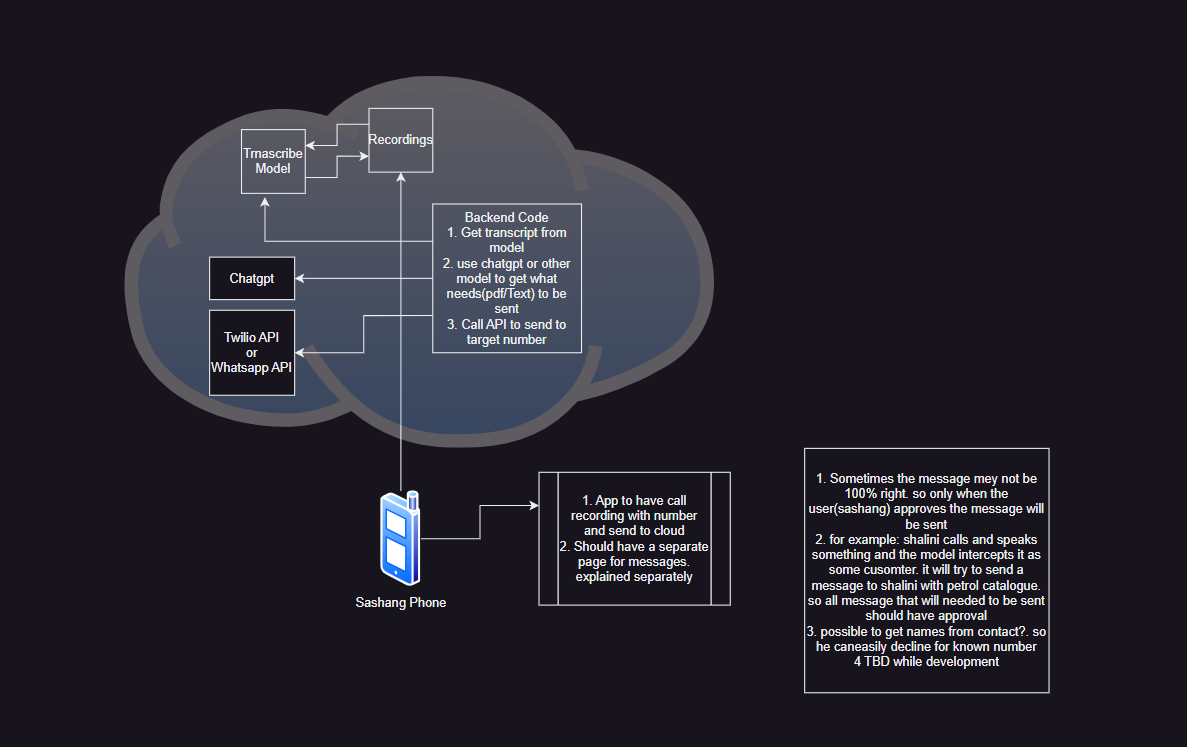 Recordings
Trnascribe
Model
Backend Code
1. Get transcript from
model
2. use chatgpt or other
model to get what
needs(pdf/Text) to be
sent
3. Call API to send to
target number
Chatgpt
Twilio API
or
Whatsapp API
1. App to have call
recording with number
and send to cloud
2. Should have a separate
page for messages.
explained separately
Sashang Phone
1. Sometimes the message mey not be
100% right. so only when the
user(sashang) approves the message will
be sent
2. for example: shalini calls and speaks
something and the model intercepts it as
some cusomter. it will try to send a
message to shalini with petrol catalogue.
so all message that will needed to be sent
should have approval
3. possible to get names from contact?. so
he caneasily decline for known number
4 TBD while development